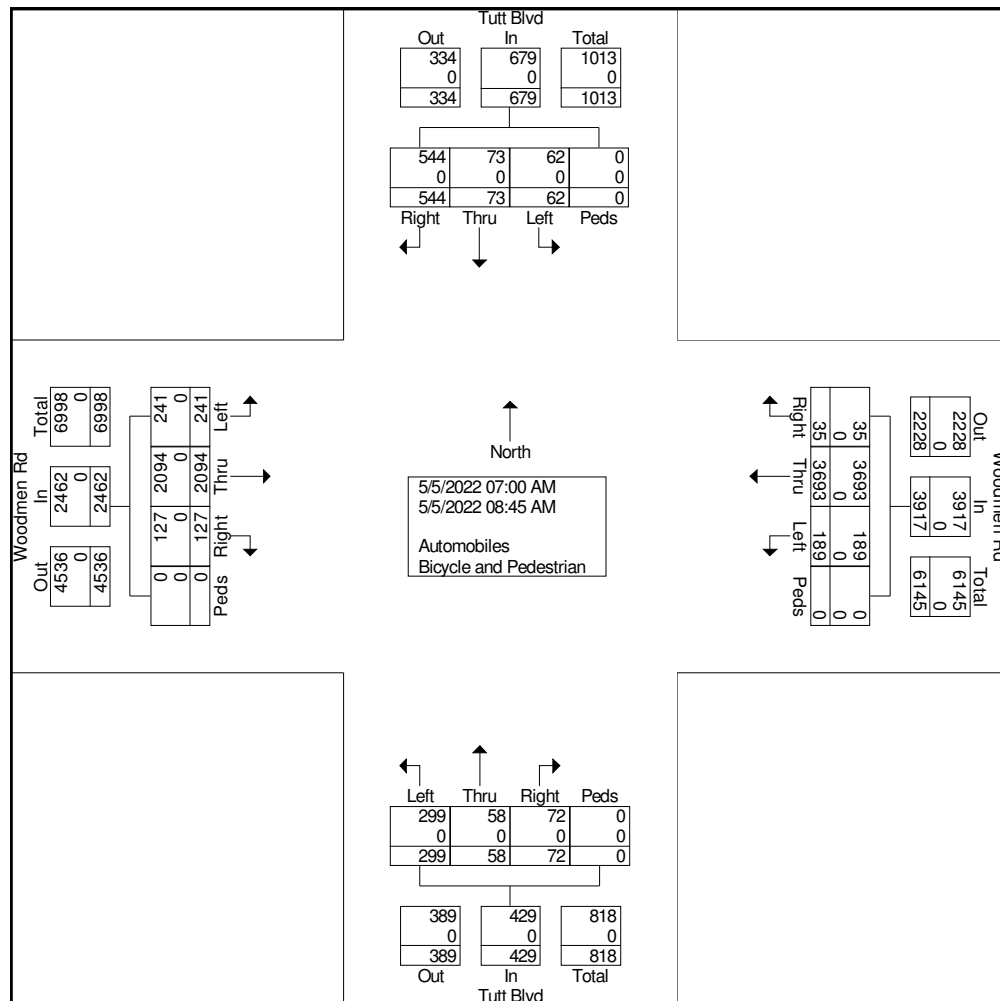 Tutt Blvd
Out In Total
334 679 1013
0 0 0
334 679 1013
544 73 62 0
0 0 0 0
544 73 62 0
Right Thru Left Peds
Woodmen Rd
Total In Out
6998 2462 4536
0 0 0
6998 2462 4536
241 2094 127 0
0 0 0 0
241 2094 127 0
Left Thru Right Peds
North
5/5/2022 07:00 AM
5/5/2022 08:45 AM
Automobiles
Bicycle and Pedestrian
Woodmen Rd
Out In Total
2228 3917 6145
0 0 0
2228 3917 6145
35 3693 189 0
0 0 0 0
35 3693 189 0
Right Thru Left Peds
Left Thru Right Peds
299 58 72 0
0 0 0 0
299 58 72 0
389 429 818
0 0 0
389 429 818
Out In Total
Tutt Blvd